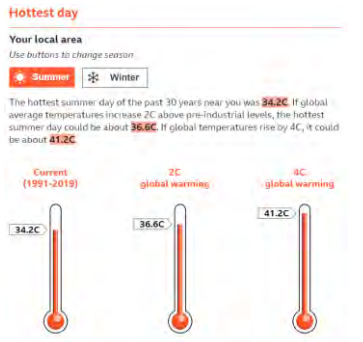 Hottest day
Your local area
Use buttons to change season
Summer
Winter
The hottest summer day of the past 30 years near you was 34.2C. If global
average temperatures increase 2C above pre-industrial levels, the hottest
summer day could be about 36.6C. If global temperatures rise by 4C, it could
be about 41.2C.
Current
(1991-2019)
2C
global warming
4C
global warming
34.2C
36.6C
41.2C